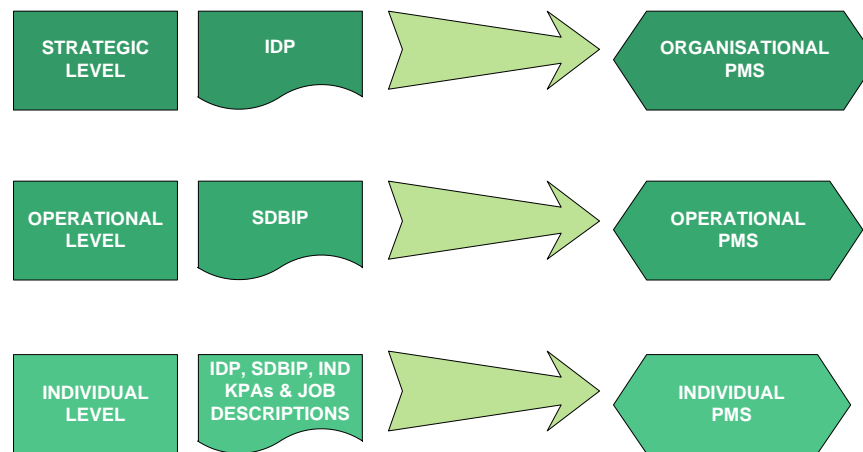 STRATEGIC
LEVEL
IDP
ORGANISATIONAL
PMS
OPERATIONAL
LEVEL
SDBIP
OPERATIONAL
PMS
INDIVIDUAL
LEVEL
IDP, SDBIP, IND
KPAs & JOB
DESCRIPTIONS
INDIVIDUAL
PMS